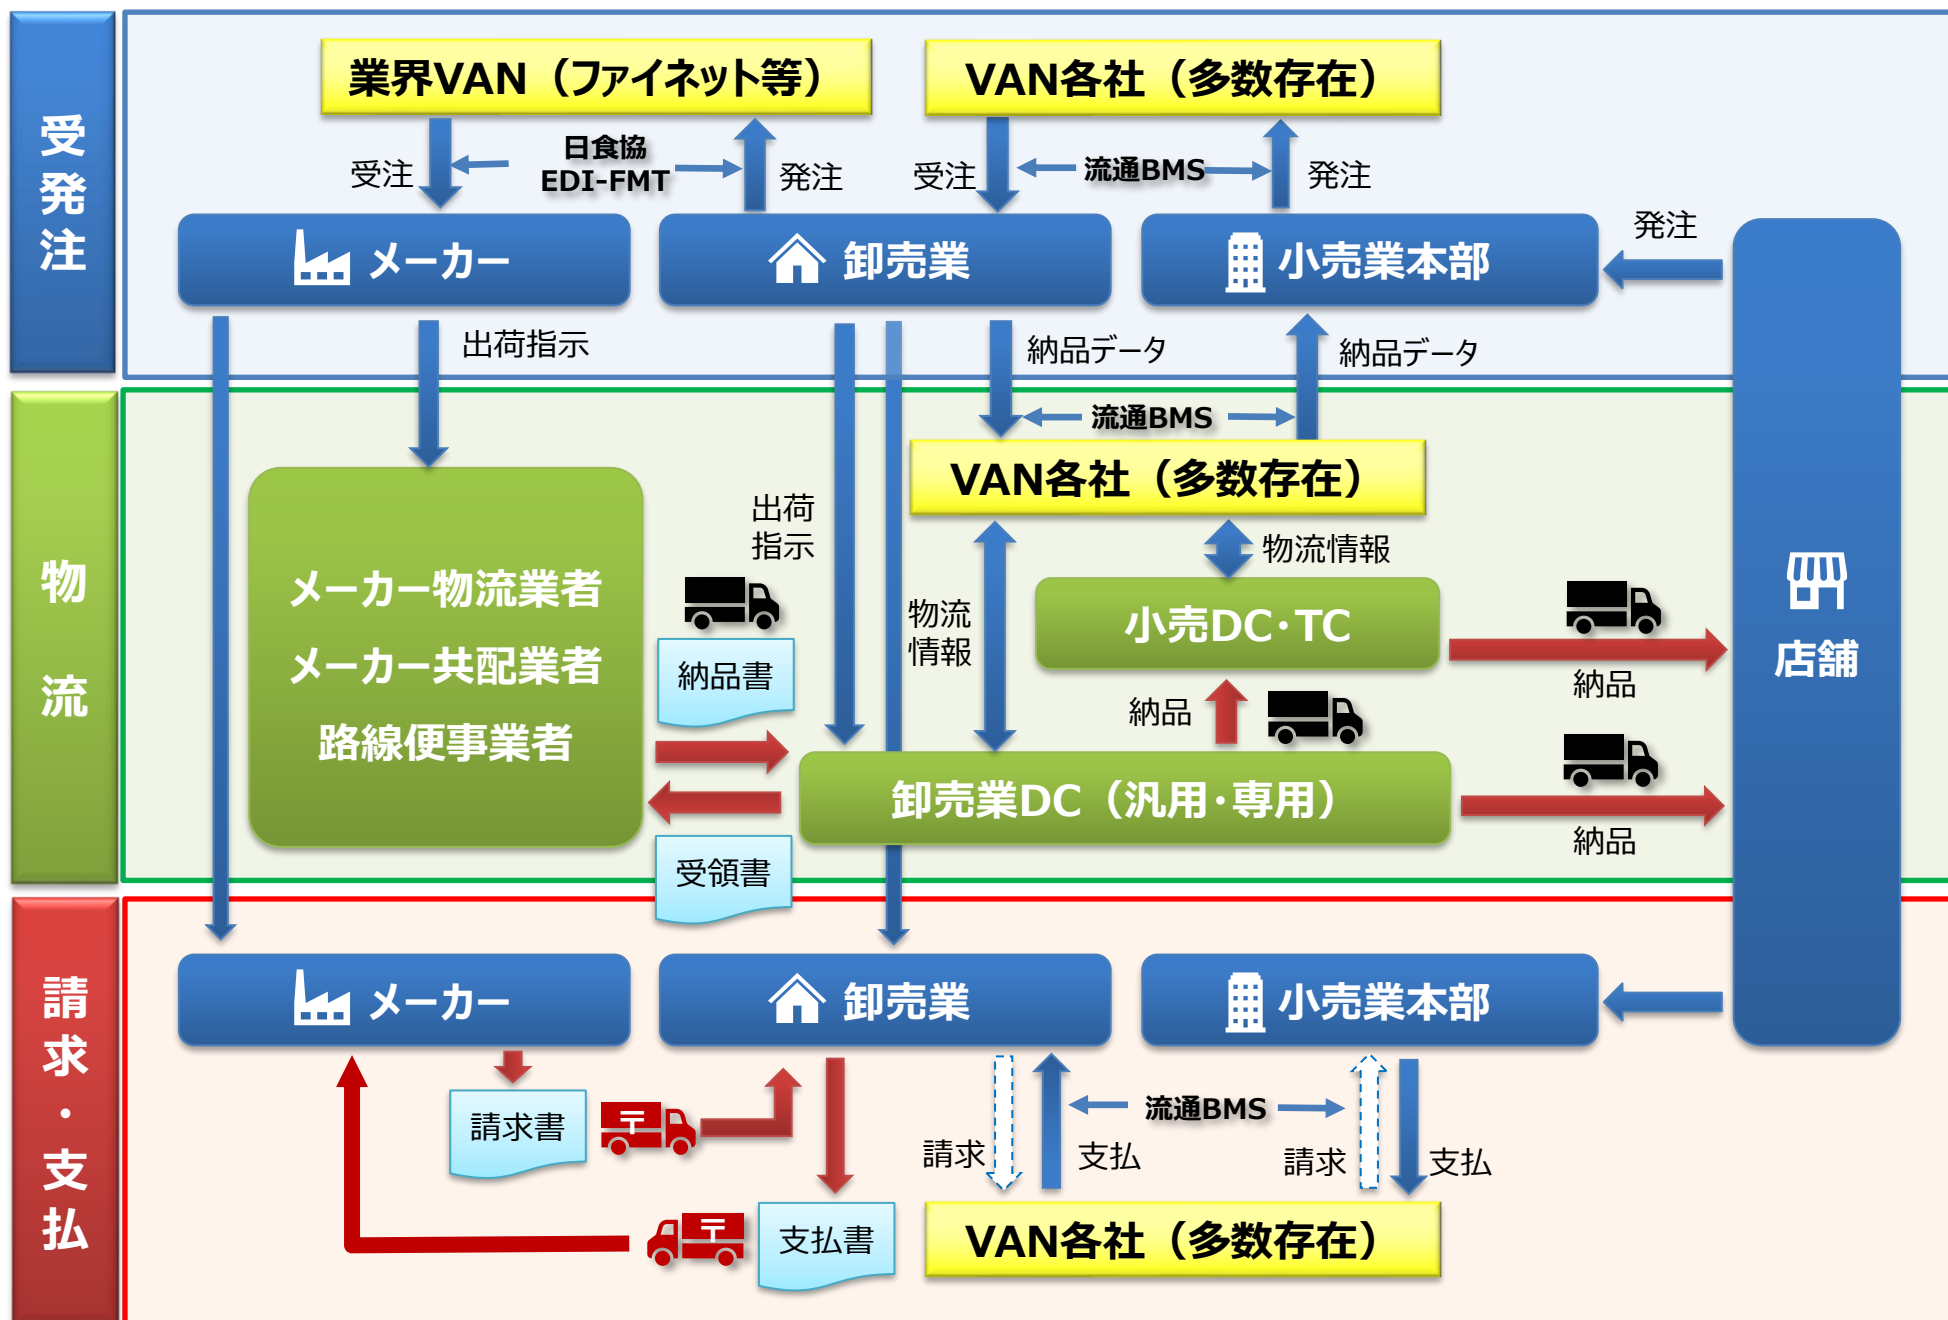 受発注
業界VAN（ファイネット等）
VAN各社（多数存在）
受注
日食協
EDI-FMT
発注
受注
流通BMS
発注
メーカー
卸売業
小売業本部
発注
出荷指示
納品データ
納品データ
物流
流通BMS
VAN各社（多数存在）
メーカー物流業者
メーカー共配業者
路線便事業者
出荷
指示
物流情報
物流
情報
小売DC・TC
納品書
納品
納品
店舗
卸売業DC（汎用・専用）
納品
受領書
請求・支払
メーカー
卸売業
小売業本部
請求書
請求
支払
流通BMS
請求
支払
支払書
VAN各社（多数存在）